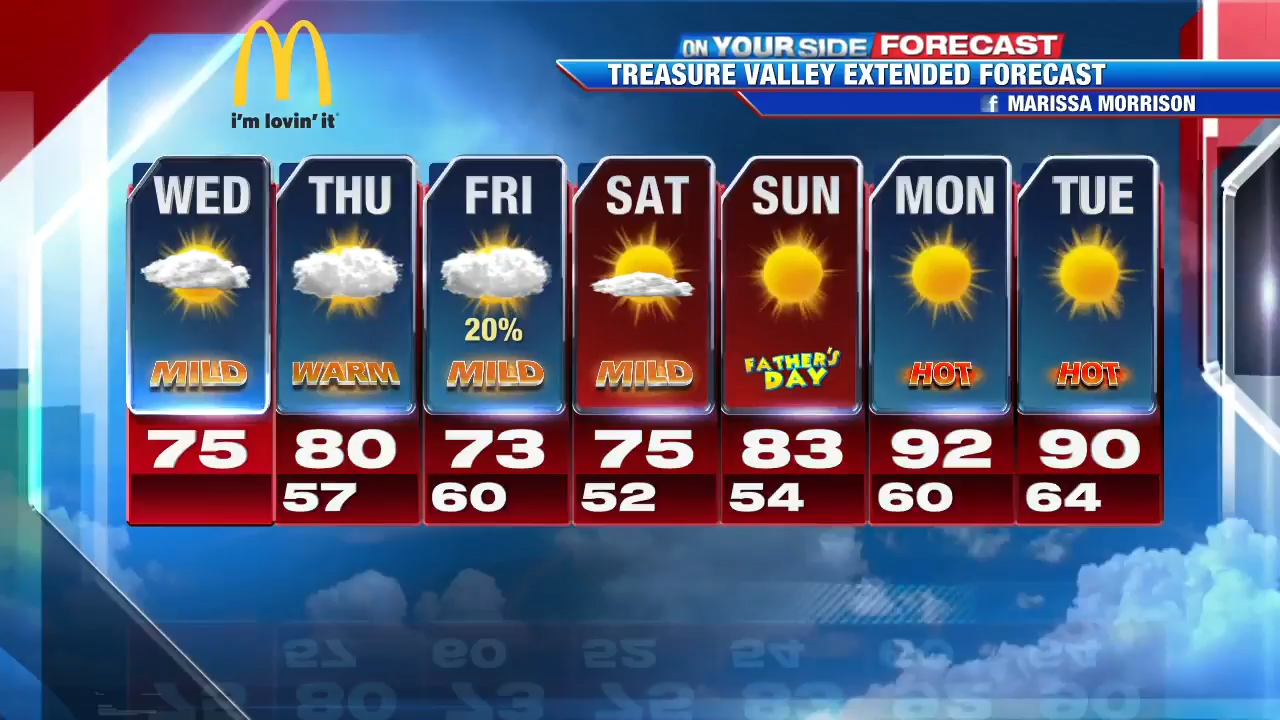 i'm lovin' it
ON YOUR SIDE FORECAST
TREASURE VALLEY EXTENDED FORECAST
f MARISSA MORRISON
WED THU FRI SAT SUN MON TUE
20%
MILD WARM MILD MILD FATHER'S DAY HOT HOT
75 80 73 75 83 92 90
57 60 52 54 60 64